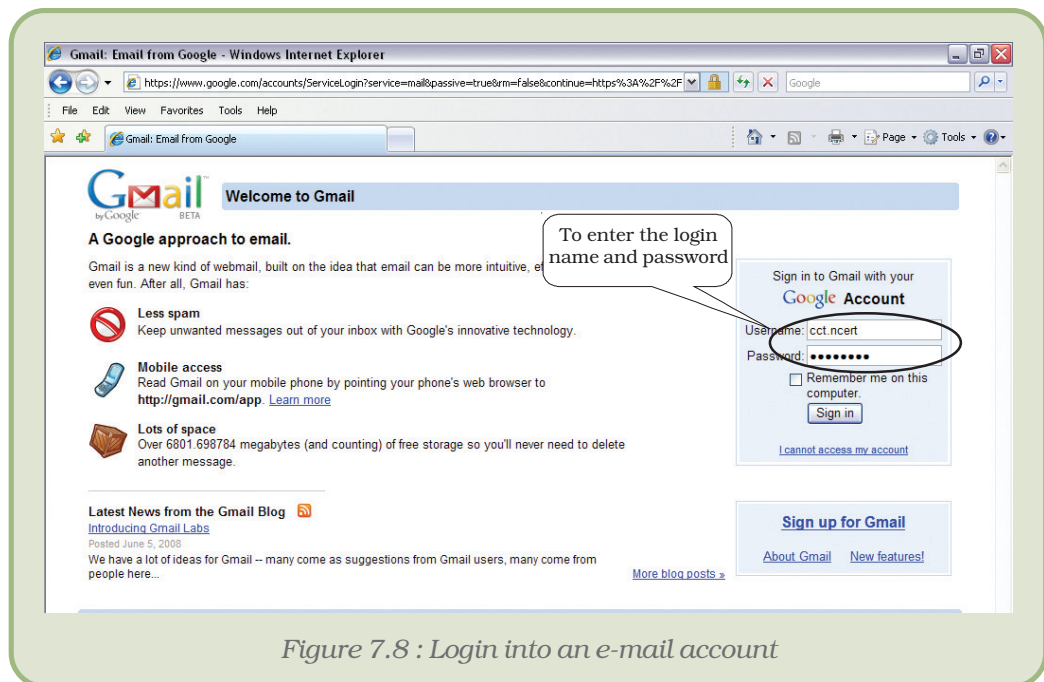 Gmail: Email from Google - Windows Internet Explorer
https://www.google.com/accounts/ServiceLogin?service=mail&passive=true&rm=false&continue=https%3A%2F%2F
Google
File Edit View Favorites Tools Help
Gmail: Email from Google
Page Tools
Gmail
by Google BETA
Welcome to Gmail
A Google approach to email.
Gmail is a new kind of webmail, built on the idea that email can be more intuitive,
even fun. After all, Gmail has:
Less spam
Keep unwanted messages out of your inbox with Google's innovative technology.
Mobile access
Read Gmail on your mobile phone by pointing your phone's web browser to
http://gmail.com/app. Learn more
Lots of space
Over 6801.698784 megabytes (and counting) of free storage so you'll never need to delete
another message.
Latest News from the Gmail Blog
Introducing Gmail Labs
Posted June 5, 2008
We have a lot of ideas for Gmail -- many come as suggestions from Gmail users, many come from
people here...
More blog posts »
To enter the login
name and password
Sign in to Gmail with your
Google Account
Username: cct.ncert
Password: ••••••••
Remember me on this
computer.
Sign in
I cannot access my account
Sign up for Gmail
About Gmail New features!
Figure 7.8 : Login into an e-mail account